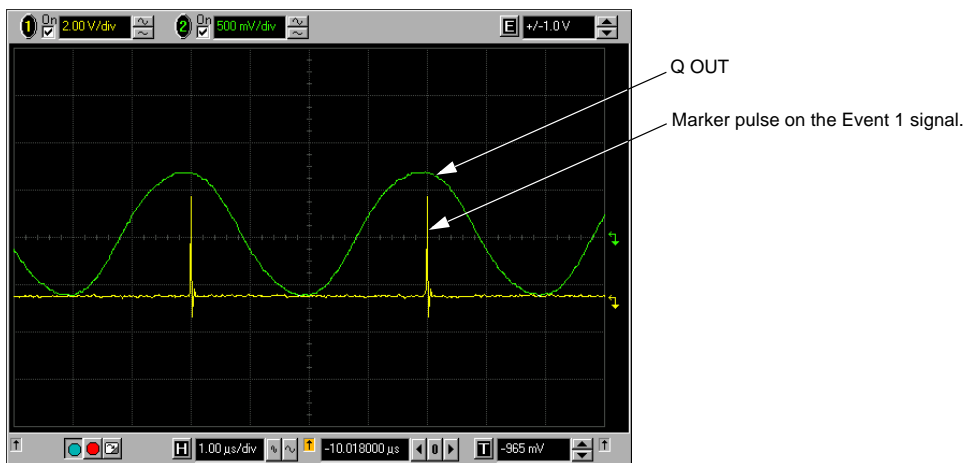 1 On 2.00 V/div 2 On 500 mV/div E +/-1.0 V
Q OUT
Marker pulse on the Event 1 signal.
H 1.00 µs/div -10.018000 µs 0 T -965 mV